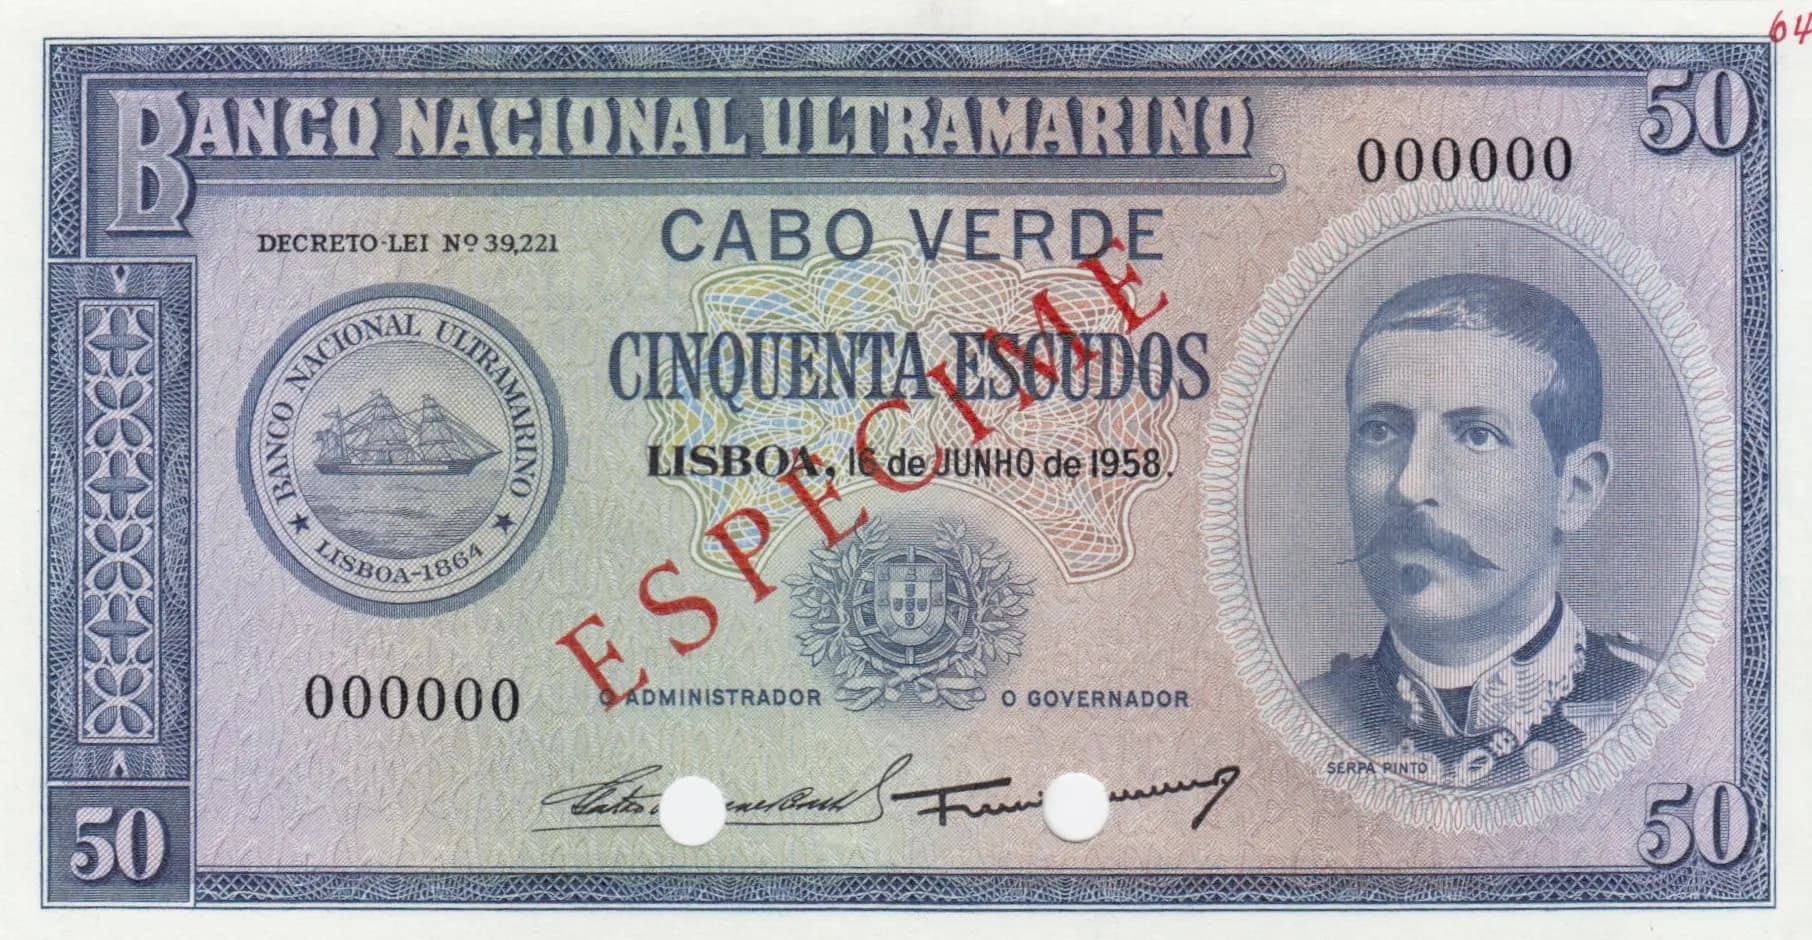 64
50
BANCO NACIONAL ULTRAMARINO
000000
CABO VERDE
DECRETO-LEI Nº 39,221
BANCO NACIONAL ULTRAMARINO
LISBOA-1864
CINQUENTA ESCUDOS
LISBOA, 16 de JUNHO de 1958.
ESPECIME
000000
O ADMINISTRADOR
O GOVERNADOR
SERPA PINTO
50
50